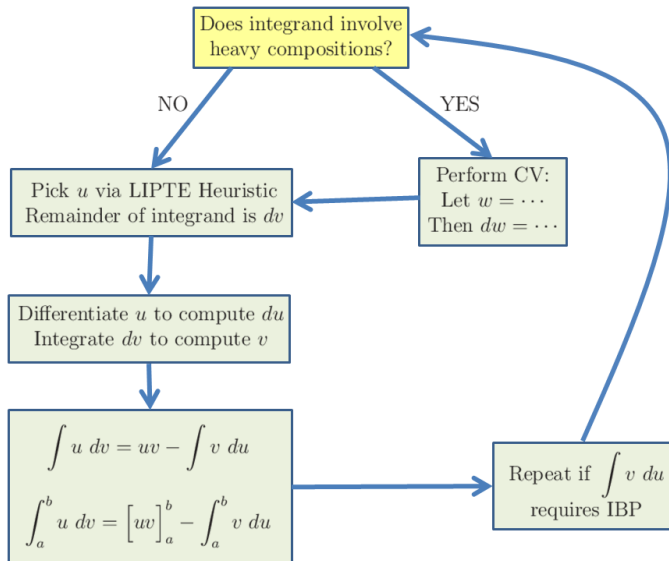 Does integrand involve
heavy compositions?
NO
YES
Pick u via LIPTE Heuristic
Remainder of integrand is dv
Perform CV:
Let w = ⋯
Then dw = ⋯
Differentiate u to compute du
Integrate dv to compute v
∫ u dv = uv − ∫ v du
∫_a^b u dv = [uv]_a^b − ∫_a^b v du
Repeat if ∫ v du
requires IBP